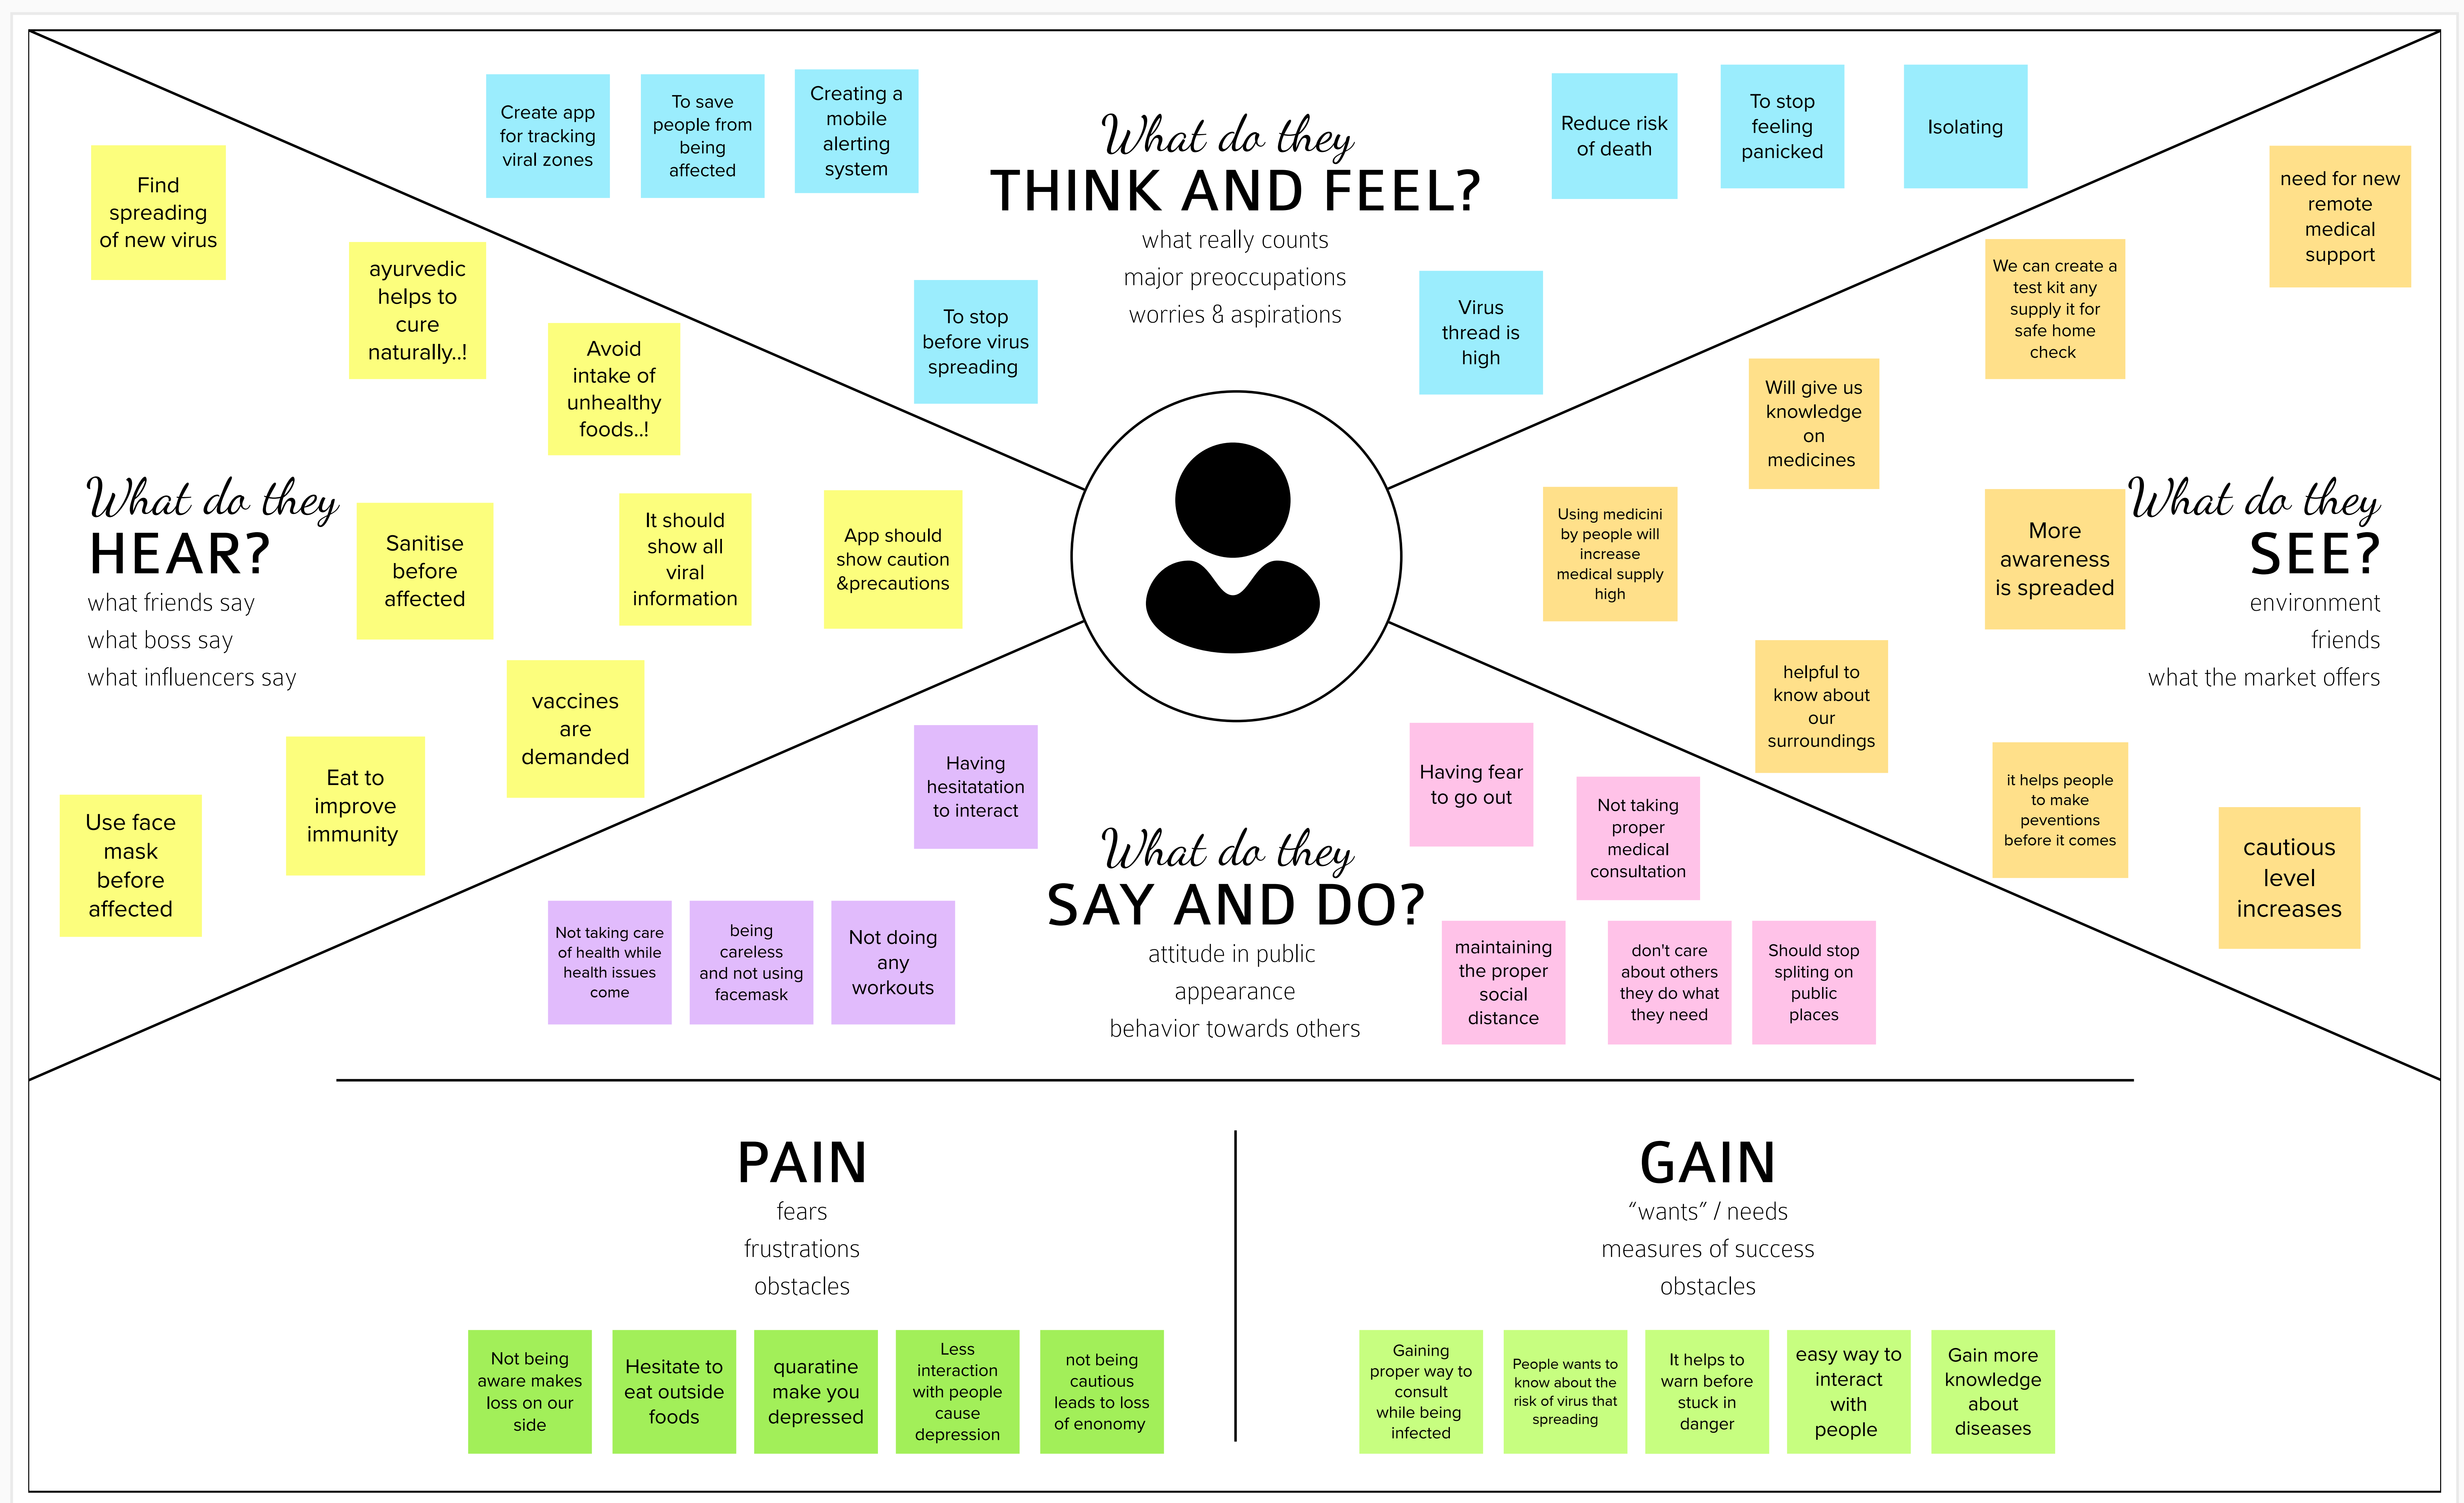 What do they
THINK AND FEEL?
what really counts
major preoccupations
worries & aspirations
Create app
for tracking
viral zones
To save
people from
being
affected
Creating a
mobile
alerting
system
To stop
before virus
spreading
Virus
thread is
high
Reduce risk
of death
To stop
feeling
panicked
Isolating
What do they
HEAR?
what friends say
what boss say
what influencers say
Find
spreading
of new virus
ayurvedic
helps to
cure
naturally..!
Avoid
intake of
unhealthy
foods..!
Sanitise
before
affected
It should
show all
viral
information
App should
show caution
&precautions
vaccines
are
demanded
Eat to
improve
immunity
Use face
mask
before
affected
What do they
SEE?
environment
friends
what the market offers
need for new
remote
medical
support
We can create a
test kit any
supply it for
safe home
check
Will give us
knowledge
on
medicines
Using medicini
by people will
increase
medical supply
high
More
awareness
is spreaded
helpful to
know about
our
surroundings
it helps people
to make
peventions
before it comes
cautious
level
increases
What do they
SAY AND DO?
attitude in public
appearance
behavior towards others
Having
hesitatation
to interact
Not taking care
of health while
health issues
come
being
careless
and not using
facemask
Not doing
any
workouts
Having fear
to go out
Not taking
proper
medical
consultation
maintaining
the proper
social
distance
don't care
about others
they do what
they need
Should stop
spliting on
public
places
PAIN
fears
frustrations
obstacles
Not being
aware makes
loss on our
side
Hesitate to
eat outside
foods
quaratine
make you
depressed
Less
interaction
with people
cause
depression
not being
cautious
leads to loss
of enonomy
GAIN
“wants” / needs
measures of success
obstacles
Gaining
proper way to
consult
while being
infected
People wants to
know about the
risk of virus that
spreading
It helps to
warn before
stuck in
danger
easy way to
interact
with
people
Gain more
knowledge
about
diseases